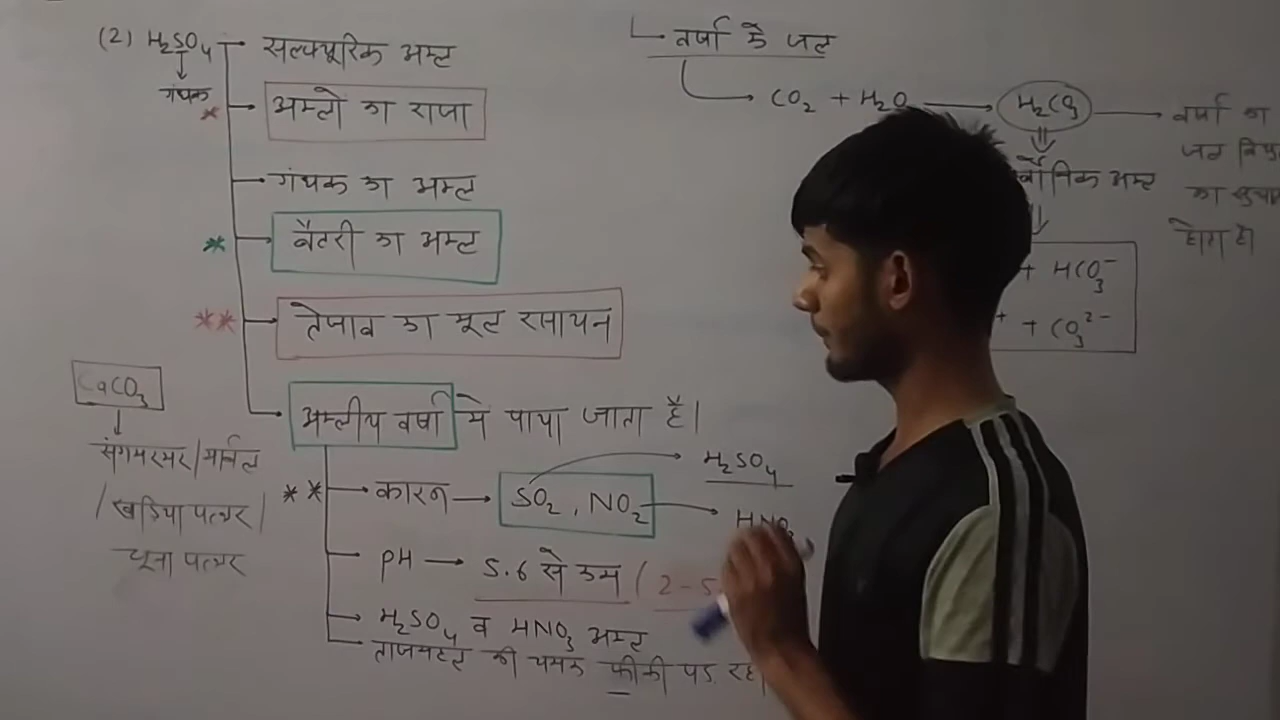 (2) H₂SO₄ → सल्फ्यूरिक अम्ल
गंधक
* → अम्लो का राजा
→ गंधक का अम्ल
* → बैटरी का अम्ल
** → तेजाब का मूल रसायन
→ अम्लीय वर्षा मे पाया जाता है।
** → कारन → SO₂, NO₂
H₂SO₄
HNO₃
→ pH → 5.6 से कम ( 2-5.
→ H₂SO₄ व HNO₃ अम्ल
→ ताजमहल की चमक फीकी पड़ रहा
CaCO₃
संगमरमर/मार्बल
/खड़िया पत्थर/
चूना पत्थर
→ वर्षा के जल
→ CO₂ + H₂O → H₂CO₃ → वर्षा का
जल
का
होता है।
अम्ल
+ HCO₃⁻
+ + CO₃²⁻